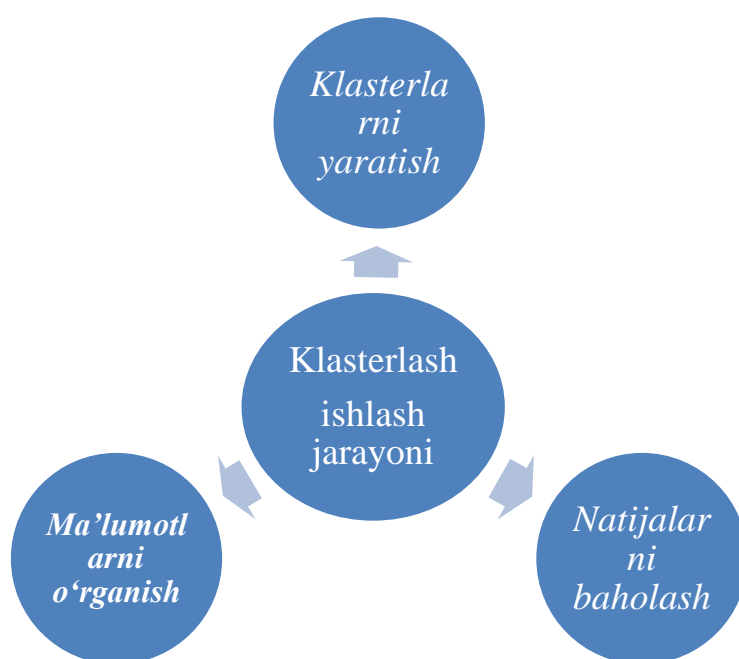 Klasterla
rni
yaratish
Klasterlash
ishlash
jarayoni
Ma’lumotl
arni
o‘rganish
Natijalar
ni
baholash